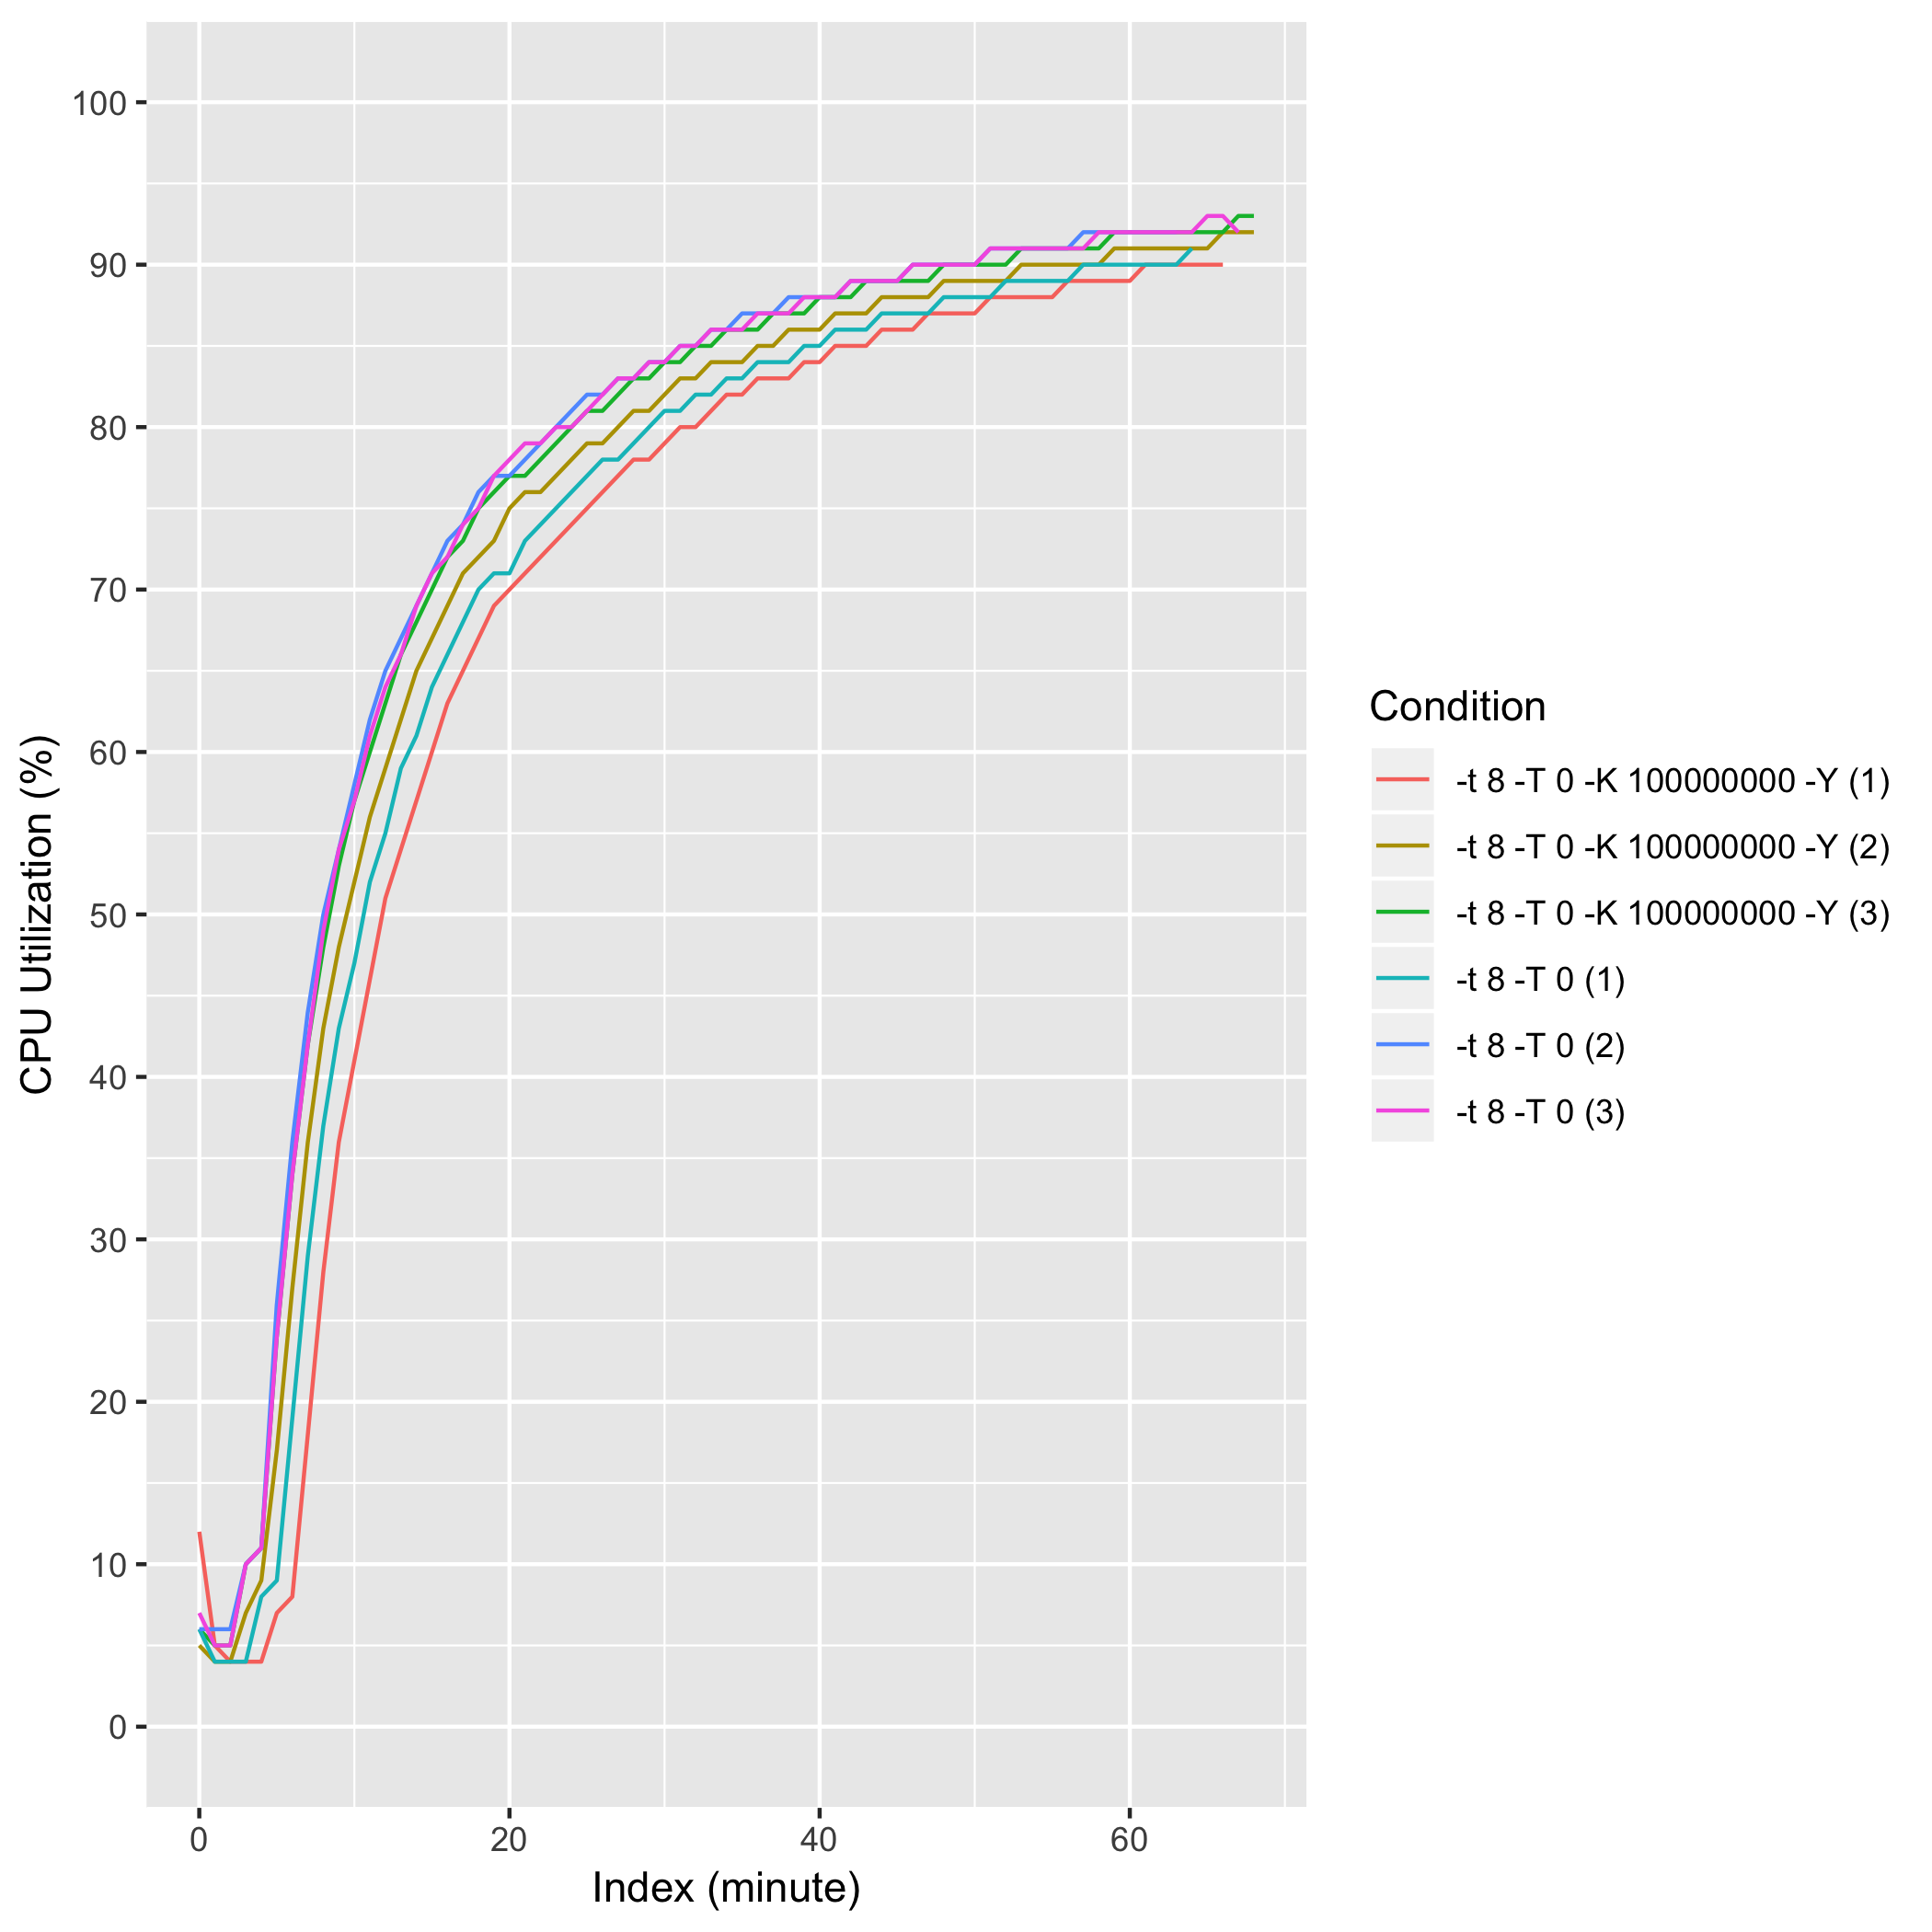 100
90
80
70
60
50
40
30
20
10
0
CPU Utilization (%)
0 20 40 60
Index (minute)
Condition
-t 8 -T 0 -K 100000000 -Y (1)
-t 8 -T 0 -K 100000000 -Y (2)
-t 8 -T 0 -K 100000000 -Y (3)
-t 8 -T 0 (1)
-t 8 -T 0 (2)
-t 8 -T 0 (3)